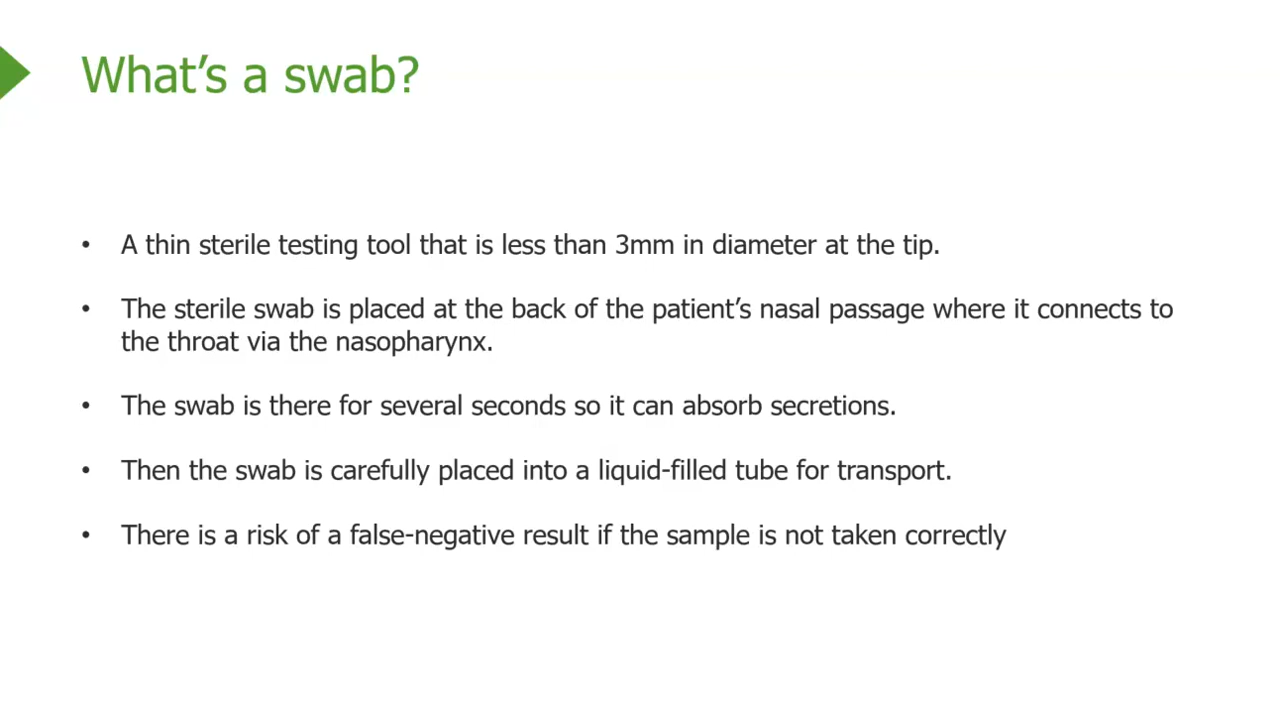 What’s a swab?
• A thin sterile testing tool that is less than 3mm in diameter at the tip.
• The sterile swab is placed at the back of the patient’s nasal passage where it connects to
the throat via the nasopharynx.
• The swab is there for several seconds so it can absorb secretions.
• Then the swab is carefully placed into a liquid-filled tube for transport.
• There is a risk of a false-negative result if the sample is not taken correctly